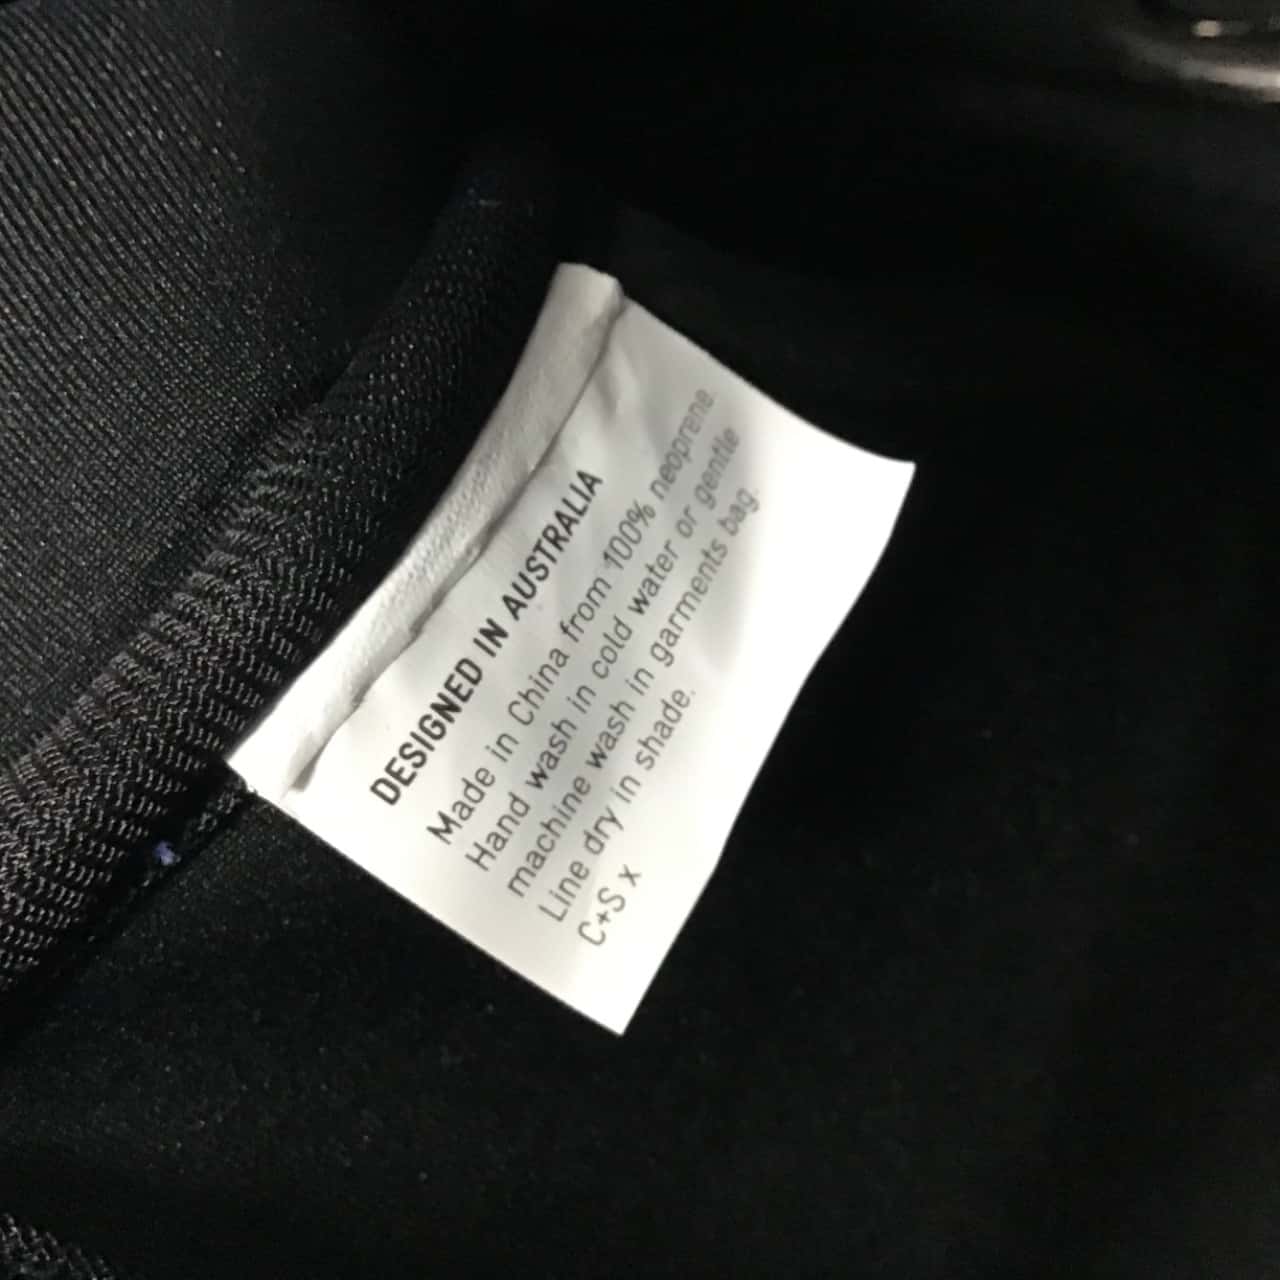 DESIGNED IN AUSTRALIA
Made in China from 100% neoprene.
Hand wash in cold water or gentle
machine wash in garments bag.
Line dry in shade.
C+S x